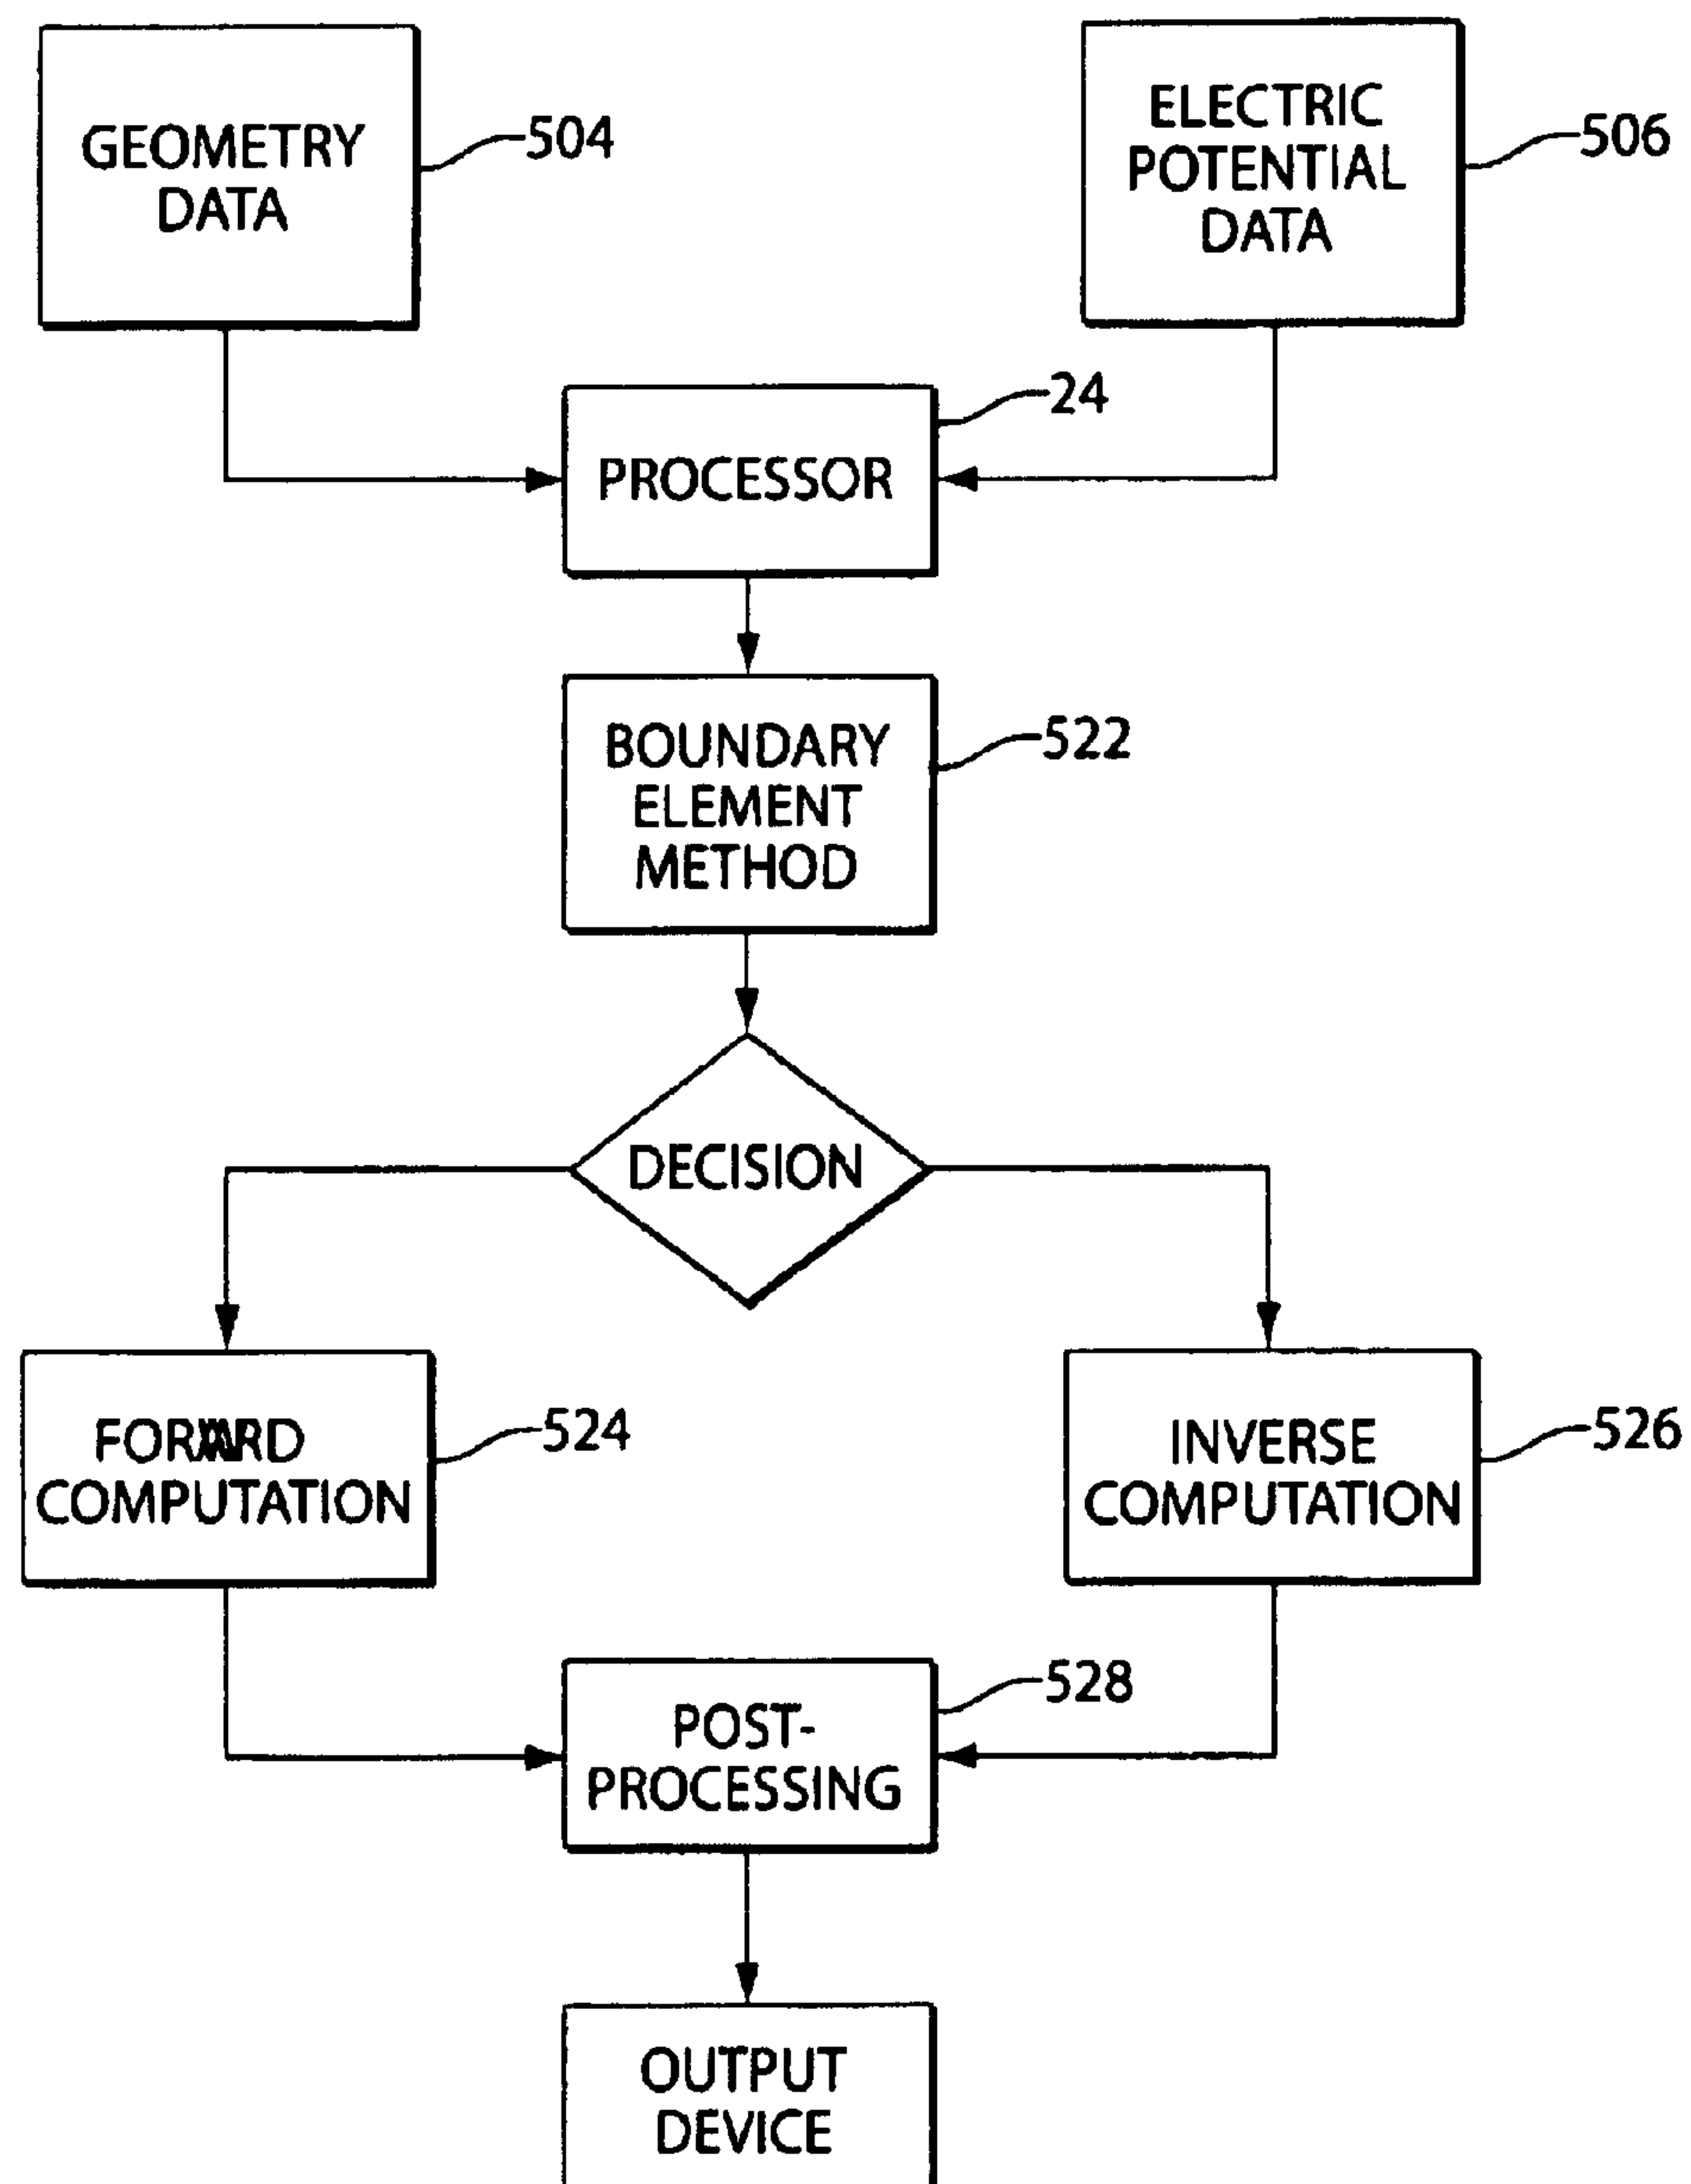 GEOMETRY
DATA
504
ELECTRIC
POTENTIAL
DATA
506
24
PROCESSOR
BOUNDARY
ELEMENT
METHOD
522
DECISION
FORWARD
COMPUTATION
524
INVERSE
COMPUTATION
526
POST-
PROCESSING
528
OUTPUT
DEVICE